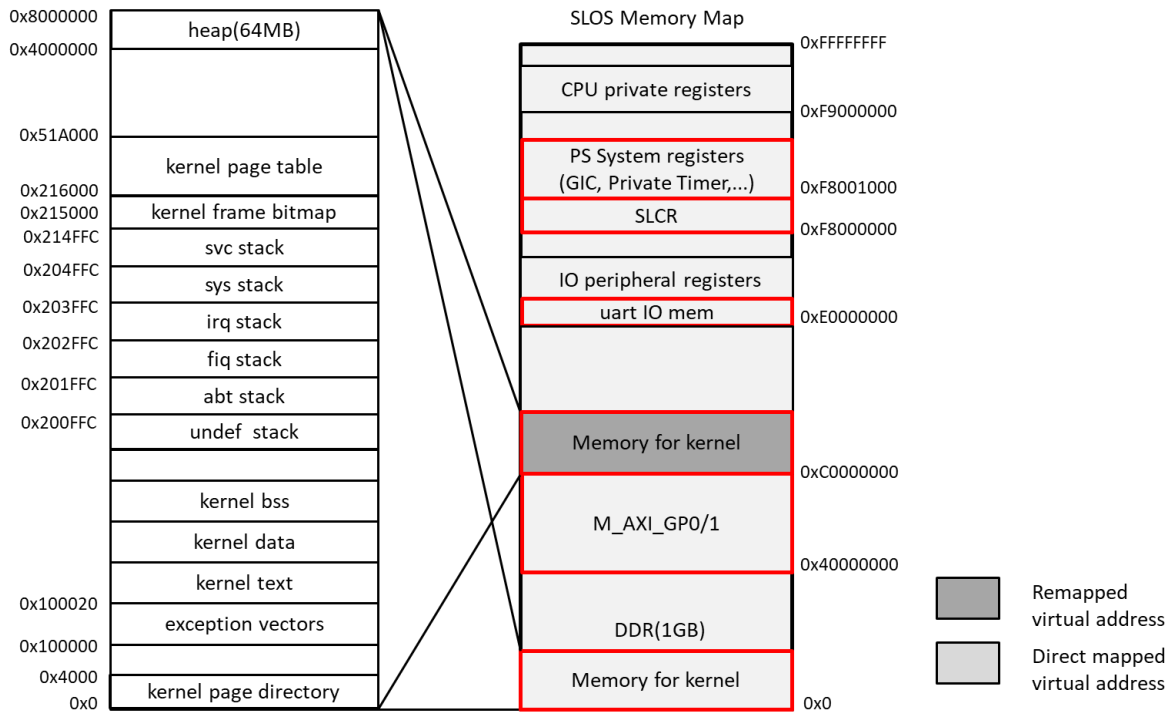 SLOS Memory Map
0x8000000
heap(64MB)
0x4000000
0x51A000
kernel page table
0x216000
kernel frame bitmap
0x215000
0x214FFC
svc stack
0x204FFC
sys stack
0x203FFC
irq stack
0x202FFC
fiq stack
0x201FFC
abt stack
0x200FFC
undef stack
kernel bss
kernel data
kernel text
0x100020
exception vectors
0x100000
0x4000
kernel page directory
0x0
0xFFFFFFFF
CPU private registers
0xF9000000
PS System registers
(GIC, Private Timer,...)
0xF8001000
SLCR
0xF8000000
IO peripheral registers
uart IO mem
0xE0000000
Memory for kernel
0xC0000000
M_AXI_GP0/1
0x40000000
DDR(1GB)
Memory for kernel
0x0
Remapped
virtual address
Direct mapped
virtual address